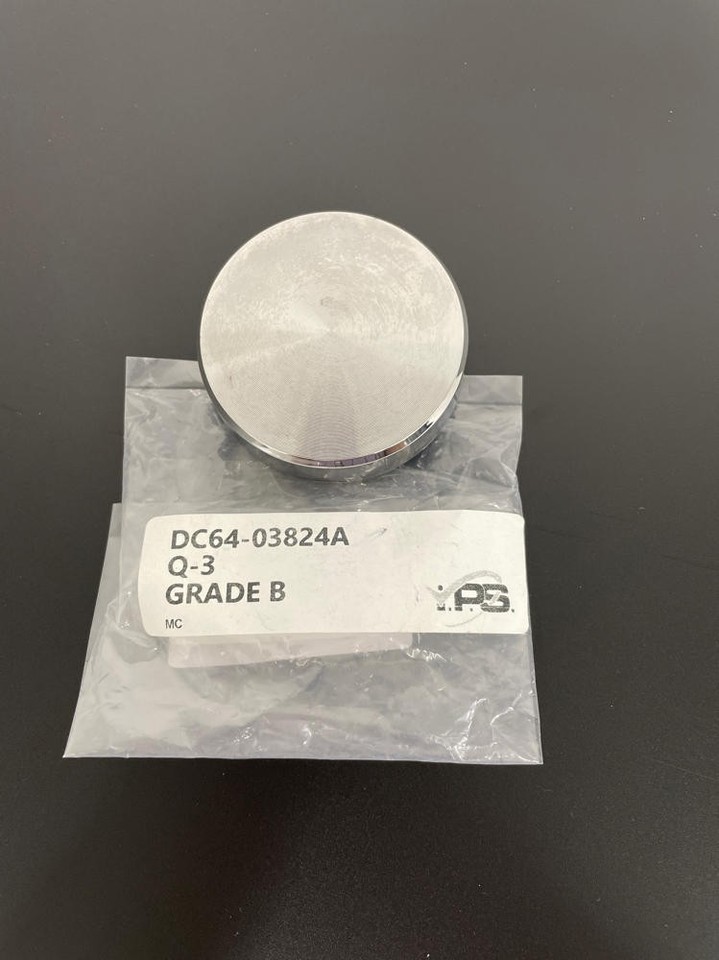 DC64-03824A
Q-3
GRADE B
i.P.S.
MC